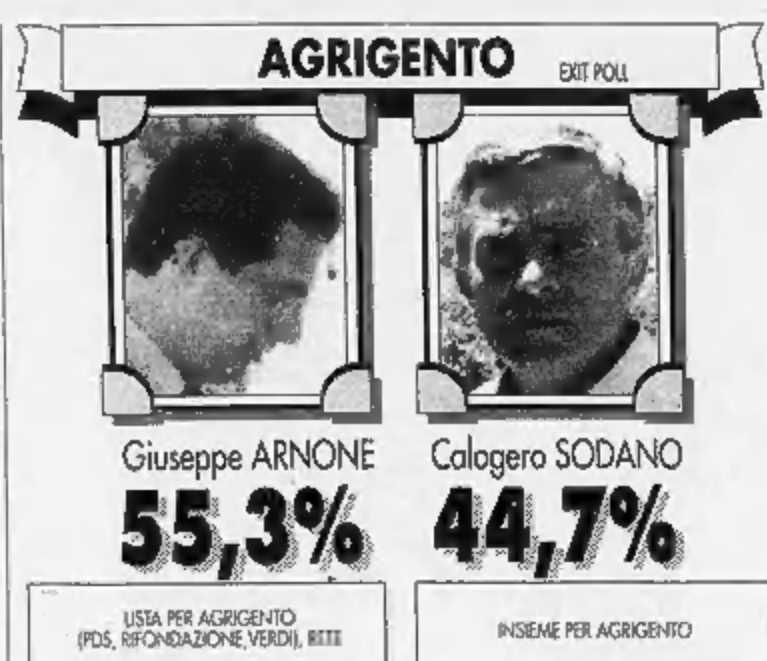 AGRIGENTO EXIT POLL
Giuseppe ARNONE
Calogero SODANO
55,3%
44,7%
LISTA PER AGRIGENTO
(PDS, RIFONDAZIONE, VERDI),
INSIEME PER AGRIGENTO